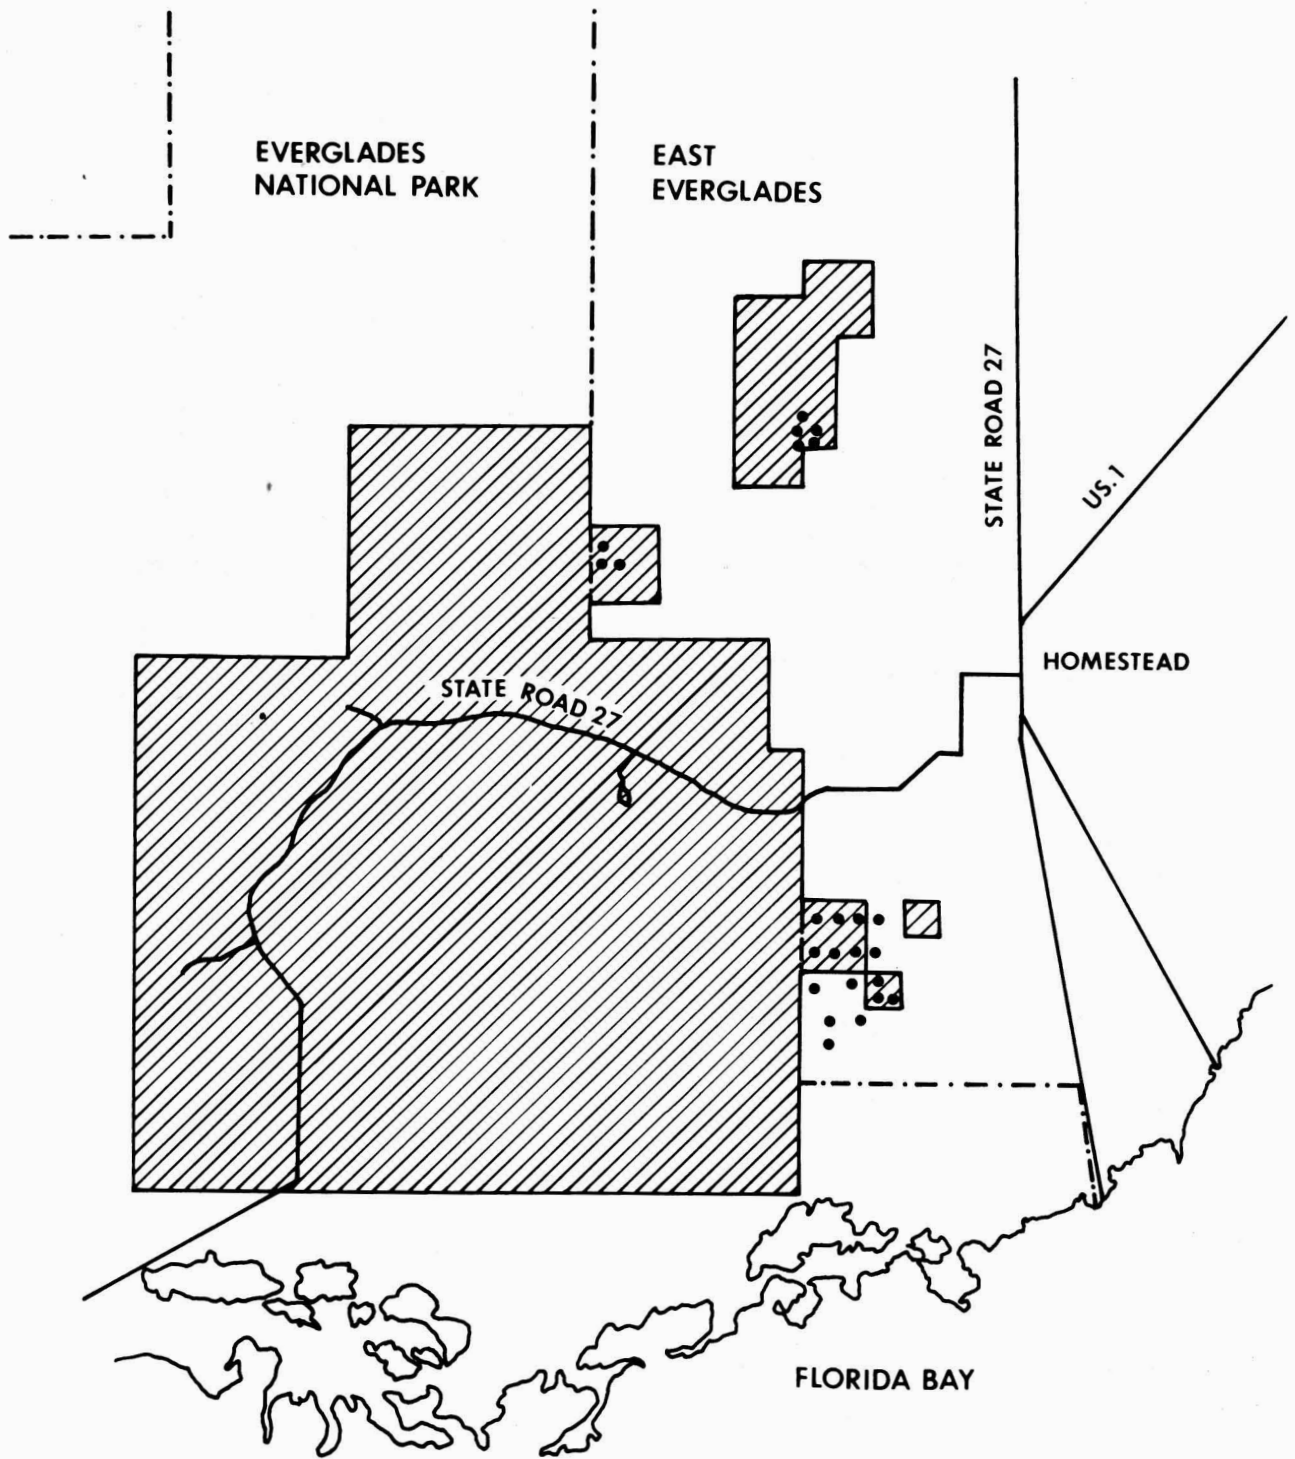 EVERGLADES
NATIONAL PARK
EAST
EVERGLADES
STATE ROAD 27
US.1
HOMESTEAD
STATE ROAD 27
FLORIDA BAY